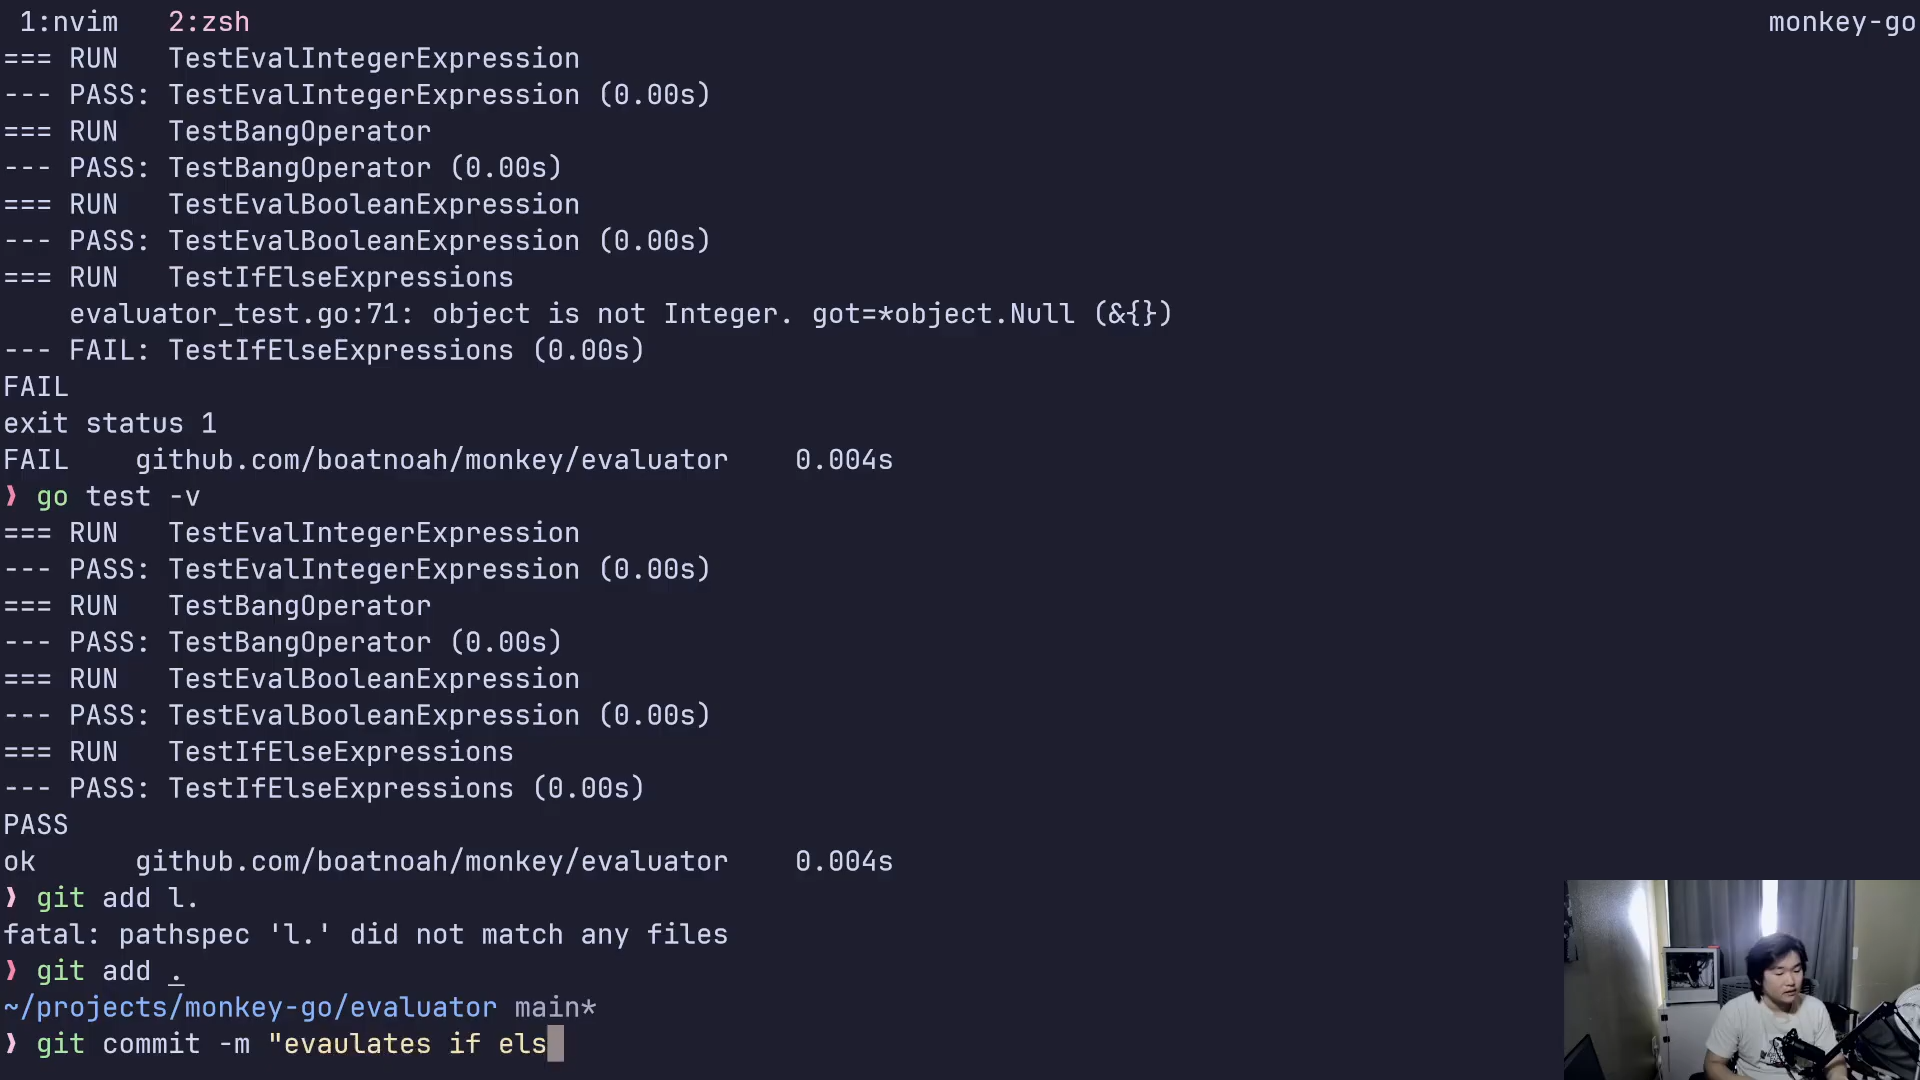 1:nvim   2:zsh   monkey-go
=== RUN   TestEvalIntegerExpression
--- PASS: TestEvalIntegerExpression (0.00s)
=== RUN   TestBangOperator
--- PASS: TestBangOperator (0.00s)
=== RUN   TestEvalBooleanExpression
--- PASS: TestEvalBooleanExpression (0.00s)
=== RUN   TestIfElseExpressions
    evaluator_test.go:71: object is not Integer. got=*object.Null (&{})
--- FAIL: TestIfElseExpressions (0.00s)
FAIL
exit status 1
FAIL    github.com/boatnoah/monkey/evaluator    0.004s
❯ go test -v
=== RUN   TestEvalIntegerExpression
--- PASS: TestEvalIntegerExpression (0.00s)
=== RUN   TestBangOperator
--- PASS: TestBangOperator (0.00s)
=== RUN   TestEvalBooleanExpression
--- PASS: TestEvalBooleanExpression (0.00s)
=== RUN   TestIfElseExpressions
--- PASS: TestIfElseExpressions (0.00s)
PASS
ok      github.com/boatnoah/monkey/evaluator    0.004s
❯ git add l.
fatal: pathspec 'l.' did not match any files
❯ git add .
~/projects/monkey-go/evaluator main*
❯ git commit -m "evaulates if els